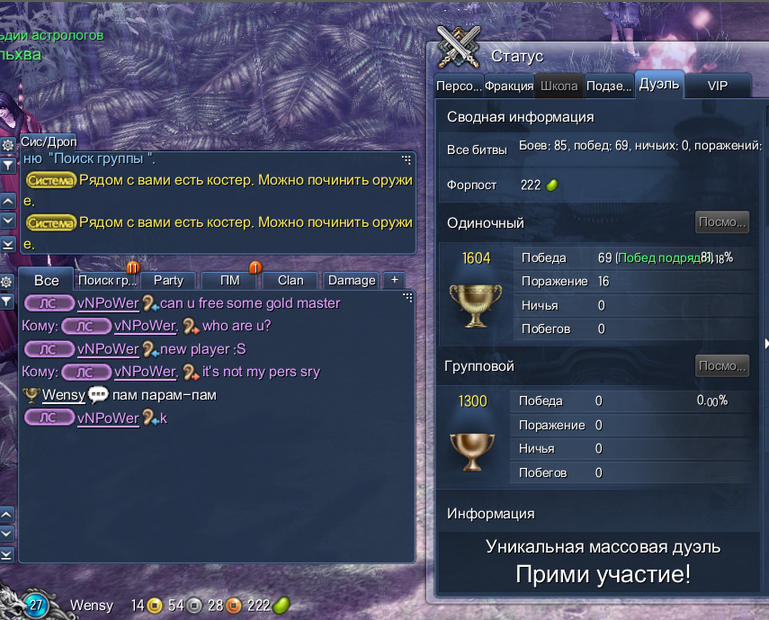 ьдии астрологов
льхва
Сис/Дроп
ню "Поиск группы ".
Система Рядом с вами есть костер. Можно починить оружи
е.
Система Рядом с вами есть костер. Можно починить оружи
е.
Все Поиск гр... Party ПМ Clan Damage +
ЛС vNPoWer can u free some gold master
Кому: ЛС vNPoWer, who are u?
ЛС vNPoWer new player :S
Кому: ЛС vNPoWer, it's not my pers sry
Wensy пам парам-пам
ЛС vNPoWer k
27 Wensy 14 54 28 222
Статус
Персо... Фракция Школа Подзе... Дуэль VIP
Сводная информация
Все битвы Боев: 85, побед: 69, ничьих: 0, поражений:
Форпост 222
Одиночный Посмо...
1604
Победа 69 (Побед подряд:
Поражение 16
Ничья 0
Побегов 0
Групповой Посмо...
1300
Победа 0 0.00%
Поражение 0
Ничья 0
Побегов 0
Информация
Уникальная массовая дуэль
Прими участие!